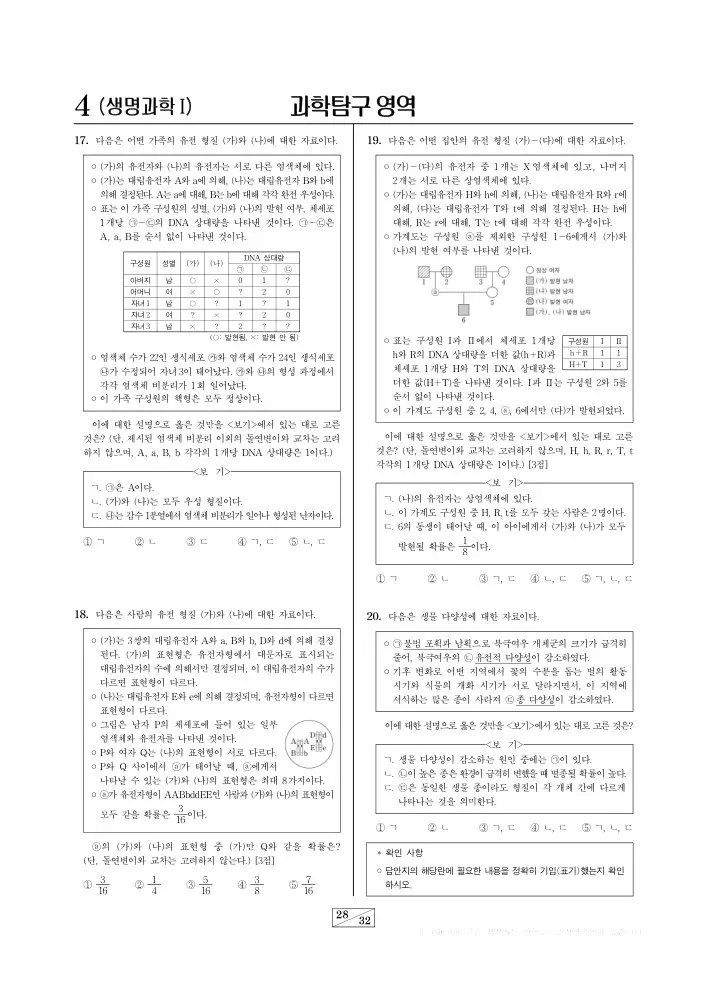 4 (생명과학 I)
과학탐구 영역
17. 다음은 어떤 가족의 유전 형질 (가)와 (나)에 대한 자료이다.
○ (가)의 유전자와 (나)의 유전자는 서로 다른 염색체에 있다.
○ (가)는 대립유전자 A와 a에 의해, (나)는 대립유전자 B와 b에
의해 결정된다. A는 a에 대해, B는 b에 대해 각각 완전 우성이다.
○ 표는 이 가족 구성원의 성별, (가)와 (나)의 발현 여부, 체세포
1개당 ㉠~㉢의 DNA 상대량을 나타낸 것이다. ㉠~㉢은
A, a, B를 순서 없이 나타낸 것이다.
구성원 성별 (가) (나) DNA 상대량
㉠ ㉡ ㉢
아버지 남 ○ × 0 1 ?
어머니 여 × ○ ? 2 0
자녀 1 남 ○ ? 1 ? 1
자녀 2 여 ? × ? 2 0
자녀 3 남 × ? 2 ? ?
(○: 발현됨, ×: 발현 안 됨)
○ 염색체 수가 22인 생식세포 ㉮와 염색체 수가 24인 생식세포
㉯가 수정되어 자녀 3이 태어났다. ㉮와 ㉯의 형성 과정에서
각각 염색체 비분리가 1회 일어났다.
○ 이 가족 구성원의 핵형은 모두 정상이다.
이에 대한 설명으로 옳은 것만을 <보기>에서 있는 대로 고른
것은? (단, 제시된 염색체 비분리 이외의 돌연변이와 교차는 고려
하지 않으며, A, a, B, b 각각의 1개당 DNA 상대량은 1이다.)
<보 기>
ㄱ. ㉠은 A이다.
ㄴ. (가)와 (나)는 모두 우성 형질이다.
ㄷ. ㉯는 감수 1분열에서 염색체 비분리가 일어나 형성된 난자이다.
① ㄱ ② ㄴ ③ ㄷ ④ ㄱ, ㄷ ⑤ ㄴ, ㄷ
18. 다음은 사람의 유전 형질 (가)와 (나)에 대한 자료이다.
○ (가)는 3쌍의 대립유전자 A와 a, B와 b, D와 d에 의해 결정
된다. (가)의 표현형은 유전자형에서 대문자로 표시되는
대립유전자의 수에 의해서만 결정되며, 이 대립유전자의 수가
다르면 표현형이 다르다.
○ (나)는 대립유전자 E와 e에 의해 결정되며, 유전자형이 다르면
표현형이 다르다.
○ 그림은 남자 P의 체세포에 들어 있는 일부
염색체와 유전자를 나타낸 것이다.
A A B b D d E e
○ P와 여자 Q는 (나)의 표현형이 서로 다르다.
○ P와 Q 사이에서 ⓐ가 태어날 때, ⓐ에게서
나타날 수 있는 (가)와 (나)의 표현형은 최대 8가지이다.
○ ⓐ가 유전자형이 AABbddEE인 사람과 (가)와 (나)의 표현형이
모두 같을 확률은 3/16이다.
ⓐ의 (가)와 (나)의 표현형 중 (가)만 Q와 같을 확률은?
(단, 돌연변이와 교차는 고려하지 않는다.) [3점]
① 3/16 ② 1/4 ③ 5/16 ④ 3/8 ⑤ 7/16
19. 다음은 어떤 집안의 유전 형질 (가)~(다)에 대한 자료이다.
○ (가)~(다)의 유전자 중 1개는 X 염색체에 있고, 나머지
2개는 서로 다른 상염색체에 있다.
○ (가)는 대립유전자 H와 h에 의해, (나)는 대립유전자 R와 r에
의해, (다)는 대립유전자 T와 t에 의해 결정된다. H는 h에
대해, R는 r에 대해, T는 t에 대해 각각 완전 우성이다.
○ 가계도는 구성원 ⓐ를 제외한 구성원 1~6에게서 (가)와
(나)의 발현 여부를 나타낸 것이다.
1 2 3 4
ⓐ 5
6
정상 여자
(가) 발현 남자
(나) 발현 남자
(나) 발현 여자
(가), (나) 발현 남자
○ 표는 구성원 Ⅰ과 Ⅱ에서 체세포 1개당
h와 R의 DNA 상대량을 더한 값(h+R)과
체세포 1개당 H와 T의 DNA 상대량을
더한 값(H+T)을 나타낸 것이다. Ⅰ과 Ⅱ는 구성원 2와 5를
순서 없이 나타낸 것이다.
구성원 Ⅰ Ⅱ
h+R 1 1
H+T 1 3
○ 이 가계도 구성원 중 2, 4, ⓐ, 6에게서만 (다)가 발현되었다.
이에 대한 설명으로 옳은 것만을 <보기>에서 있는 대로 고른
것은? (단, 돌연변이와 교차는 고려하지 않으며, H, h, R, r, T, t
각각의 1개당 DNA 상대량은 1이다.) [3점]
<보 기>
ㄱ. (나)의 유전자는 상염색체에 있다.
ㄴ. 이 가계도 구성원 중 H, R, t를 모두 갖는 사람은 2명이다.
ㄷ. 6의 동생이 태어날 때, 이 아이에게서 (가)와 (나)가 모두
발현될 확률은 1/8이다.
① ㄱ ② ㄴ ③ ㄱ, ㄷ ④ ㄴ, ㄷ ⑤ ㄱ, ㄴ, ㄷ
20. 다음은 생물 다양성에 대한 자료이다.
○ ㉠불법 포획과 남획으로 북극여우 개체군의 크기가 급격히
줄어, 북극여우의 ㉡유전적 다양성이 감소하였다.
○ 기후 변화로 어떤 지역에서 꽃의 수분을 돕는 벌의 활동
시기와 식물의 개화 시기가 서로 달라지면서, 이 지역에
서식하는 많은 종이 사라져 ㉢종 다양성이 감소하였다.
이에 대한 설명으로 옳은 것만을 <보기>에서 있는 대로 고른 것은?
<보 기>
ㄱ. 생물 다양성이 감소하는 원인 중에는 ㉠이 있다.
ㄴ. ㉡이 높은 종은 환경이 급격히 변했을 때 멸종될 확률이 높다.
ㄷ. ㉢은 동일한 생물 종이라도 형질이 각 개체 간에 다르게
나타나는 것을 의미한다.
① ㄱ ② ㄴ ③ ㄱ, ㄷ ④ ㄴ, ㄷ ⑤ ㄱ, ㄴ, ㄷ
* 확인 사항
○ 답안지의 해당란에 필요한 내용을 정확히 기입(표기)했는지 확인
하시오.
28
32